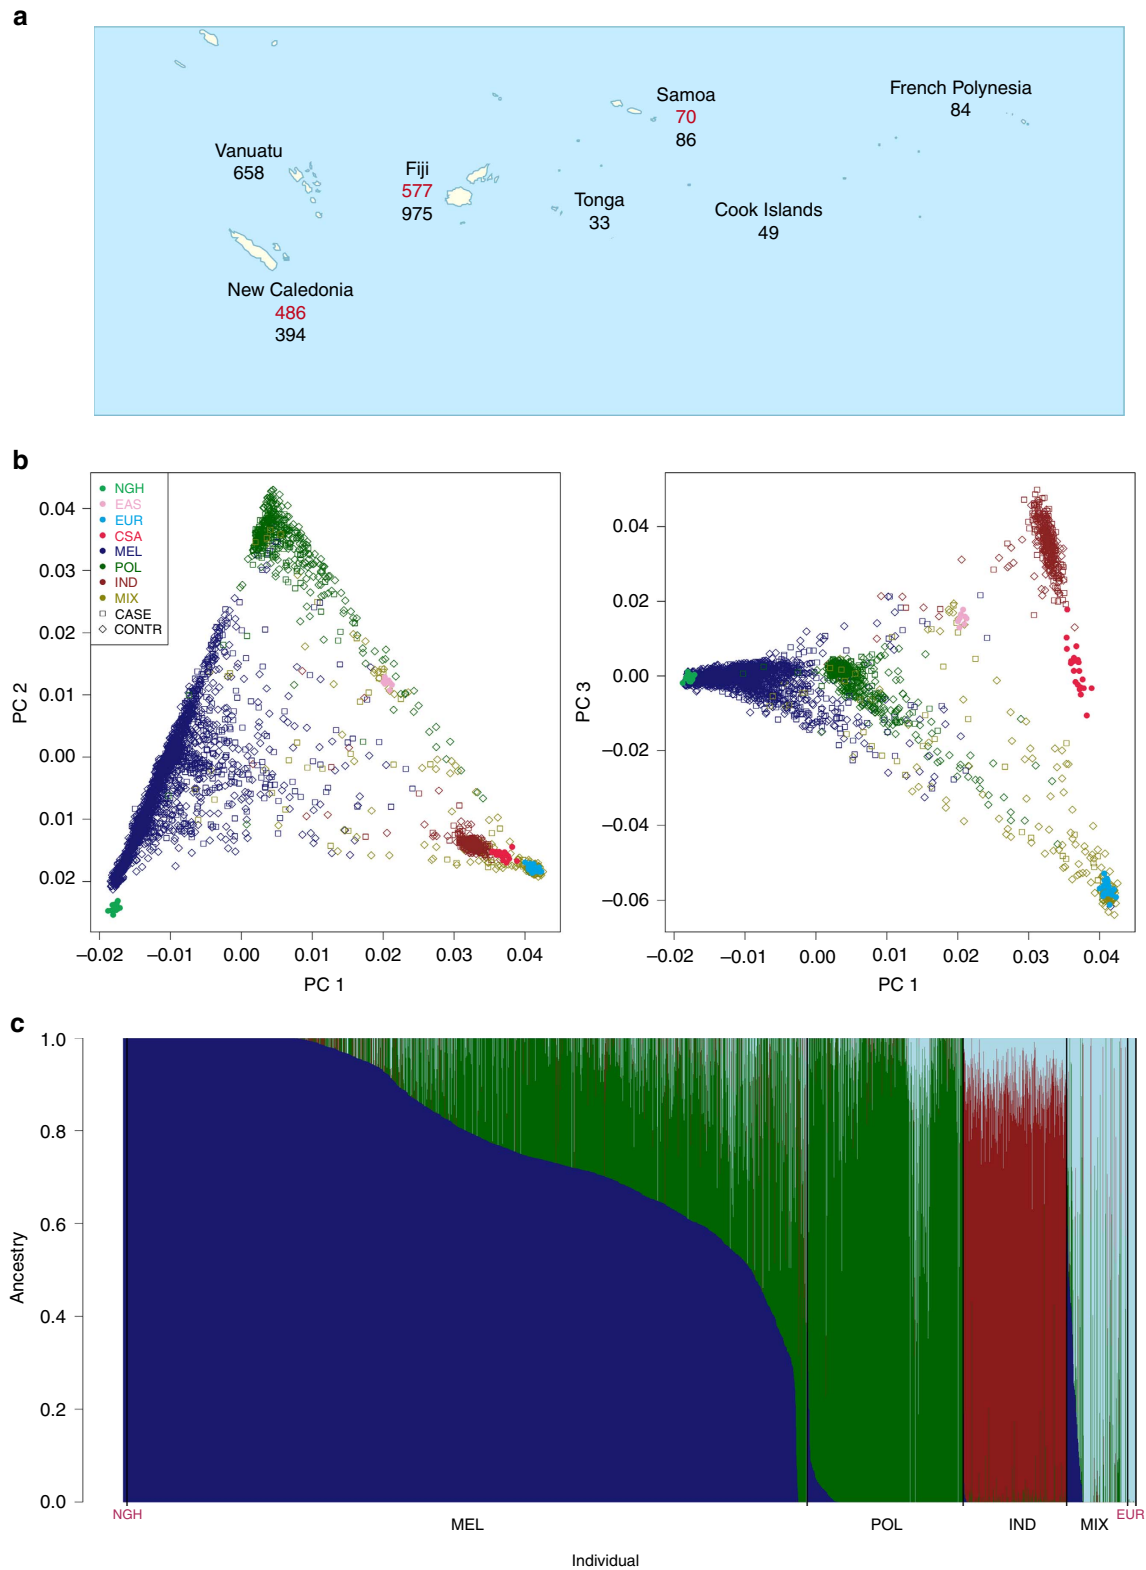 a
Samoa
70
86
French Polynesia
84
Vanuatu
658
Fiji
577
975
Tonga
33
Cook Islands
49
New Caledonia
486
394
b
NGH
EAS
EUR
CSA
MEL
POL
IND
MIX
CASE
CONTR
0.04
0.03
0.02
0.01
0.00
0.01
0.02
PC 2
−0.02 −0.01 0.00 0.01 0.02 0.03 0.04
PC 1
0.04
0.02
0.00
−0.02
−0.04
−0.06
PC 3
−0.02 −0.01 0.00 0.01 0.02 0.03 0.04
PC 1
c
1.0
0.8
0.6
0.4
0.2
0.0
Ancestry
NGH MEL POL IND MIX EUR
Individual